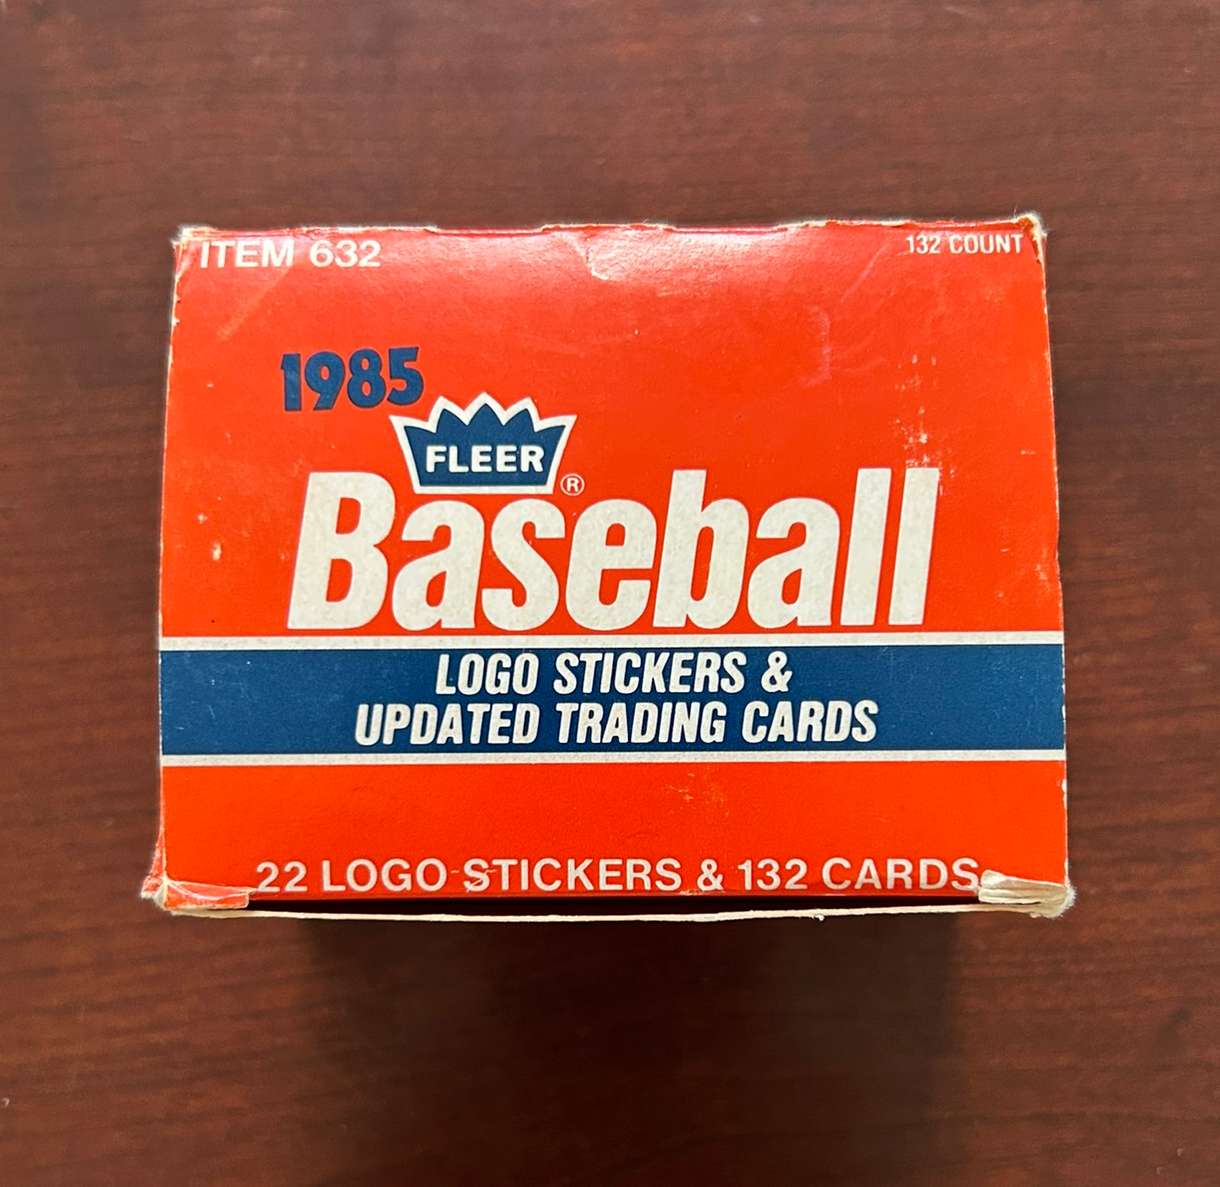 ITEM 632
132 COUNT
1985
FLEER®
Baseball
LOGO STICKERS &
UPDATED TRADING CARDS
22 LOGO STICKERS & 132 CARDS